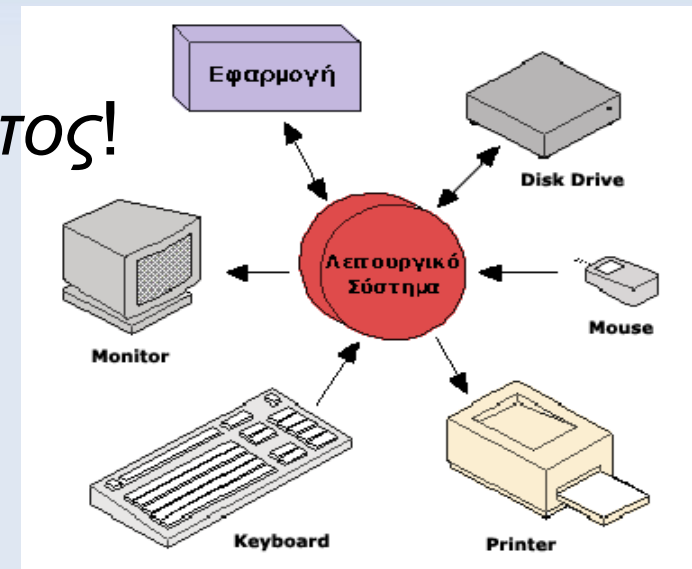 Εφαρμογή
τος!
Disk Drive
Λειτουργικό
Σύστημα
Mouse
Monitor
Keyboard
Printer